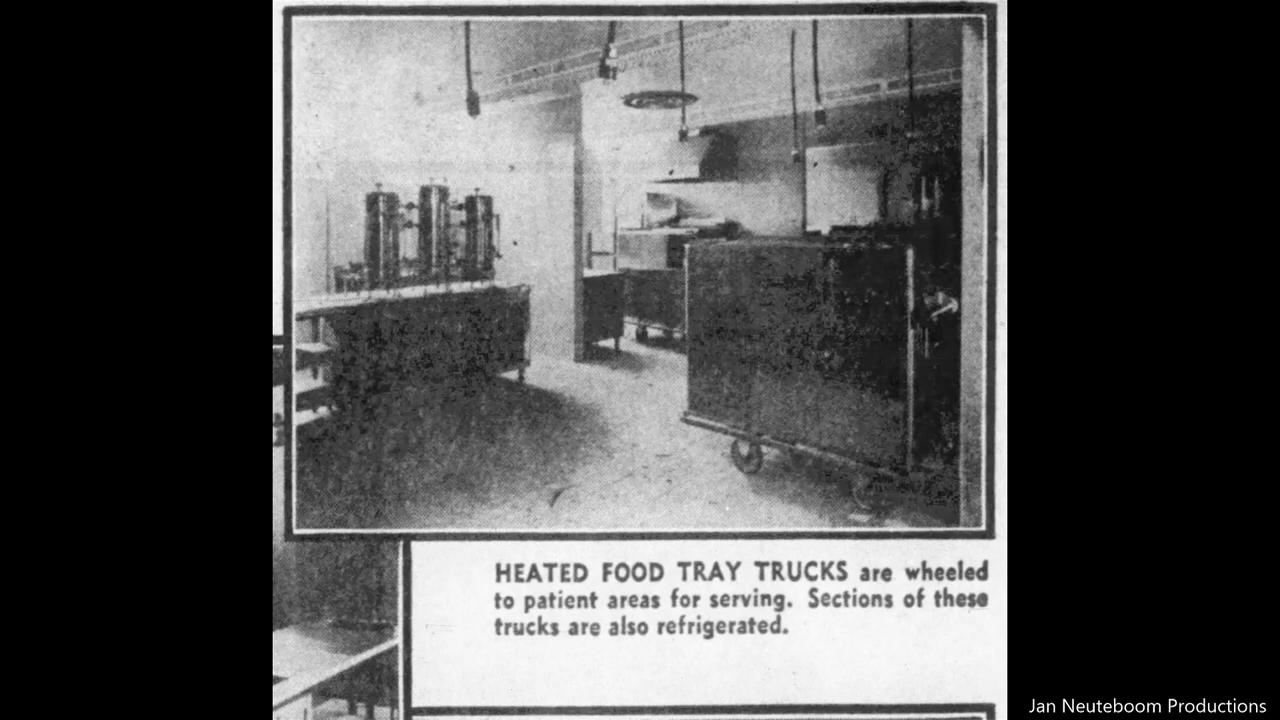 HEATED FOOD TRAY TRUCKS are wheeled
to patient areas for serving. Sections of these
trucks are also refrigerated.
Jan Neuteboom Productions